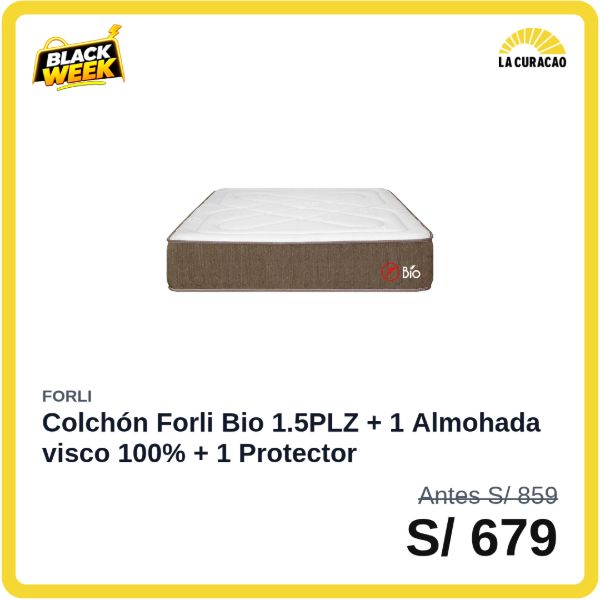 BLACK
WEEK
LA CURACAO
Bio
FORLI
Colchón Forli Bio 1.5PLZ + 1 Almohada
visco 100% + 1 Protector
Antes S/ 859
S/ 679